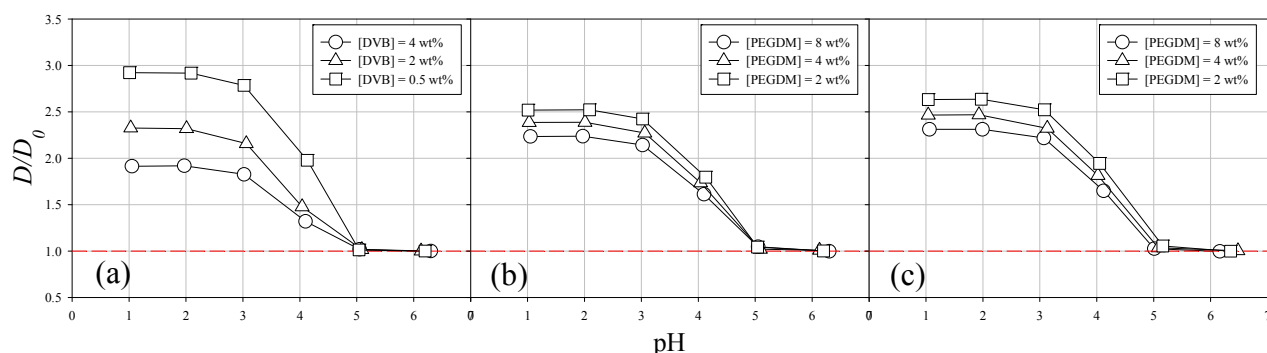 3.5
3.0
2.5
2.0
1.5
1.0
0.5
D/D0
[DVB] = 4 wt%
[DVB] = 2 wt%
[DVB] = 0.5 wt%
(a)
0 1 2 3 4 5 6 7
[PEGDM] = 8 wt%
[PEGDM] = 4 wt%
[PEGDM] = 2 wt%
(b)
0 1 2 3 4 5 6 7
[PEGDM] = 8 wt%
[PEGDM] = 4 wt%
[PEGDM] = 2 wt%
(c)
0 1 2 3 4 5 6 7
pH